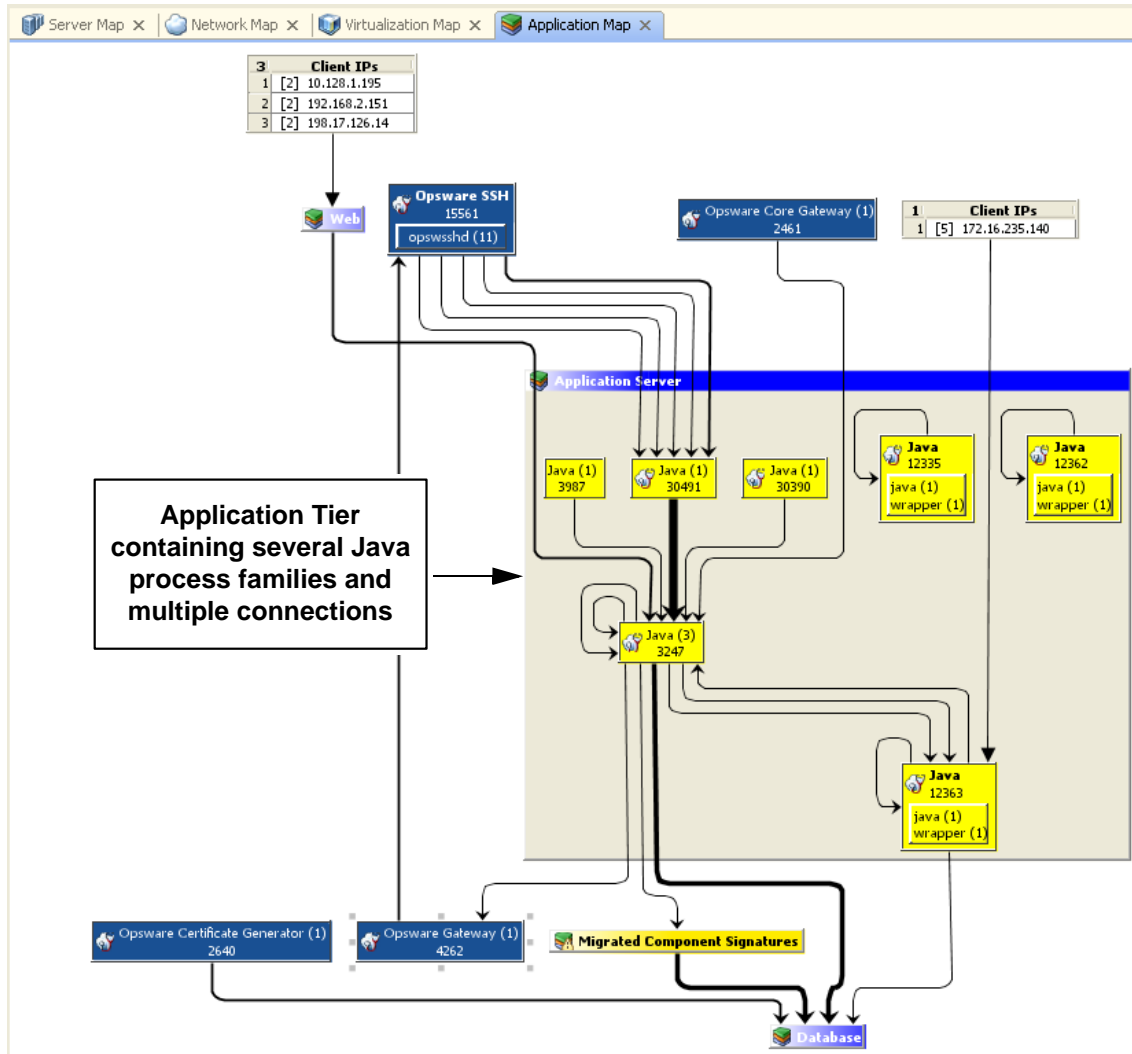 Server Map
Network Map
Virtualization Map
Application Map
3 Client IPs
1 [2] 10.128.1.195
2 [2] 192.168.2.151
3 [2] 198.17.126.14
Web
Opsware SSH
15561
opswsshd (11)
Opsware Core Gateway (1)
2461
1 Client IPs
1 [5] 172.16.235.140
Application Server
Java (1)
3987
Java (1)
30491
Java (1)
30390
Java
12335
java (1)
wrapper (1)
Java
12362
java (1)
wrapper (1)
Application Tier
containing several Java
process families and
multiple connections
Java (3)
3247
Java
12363
java (1)
wrapper (1)
Opsware Certificate Generator (1)
2640
Opsware Gateway (1)
4262
Migrated Component Signatures
Database